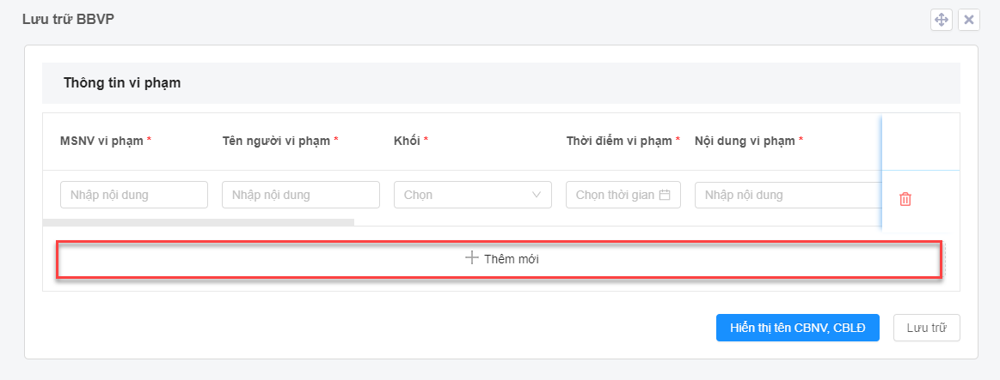 Lưu trữ BBVP
Thông tin vi phạm
MSNV vi phạm * Tên người vi phạm * Khối * Thời điểm vi phạm * Nội dung vi phạm *
Nhập nội dung Nhập nội dung Chọn Chọn thời gian Nhập nội dung
Thêm mới
Hiển thị tên CBNV, CBLĐ Lưu trữ